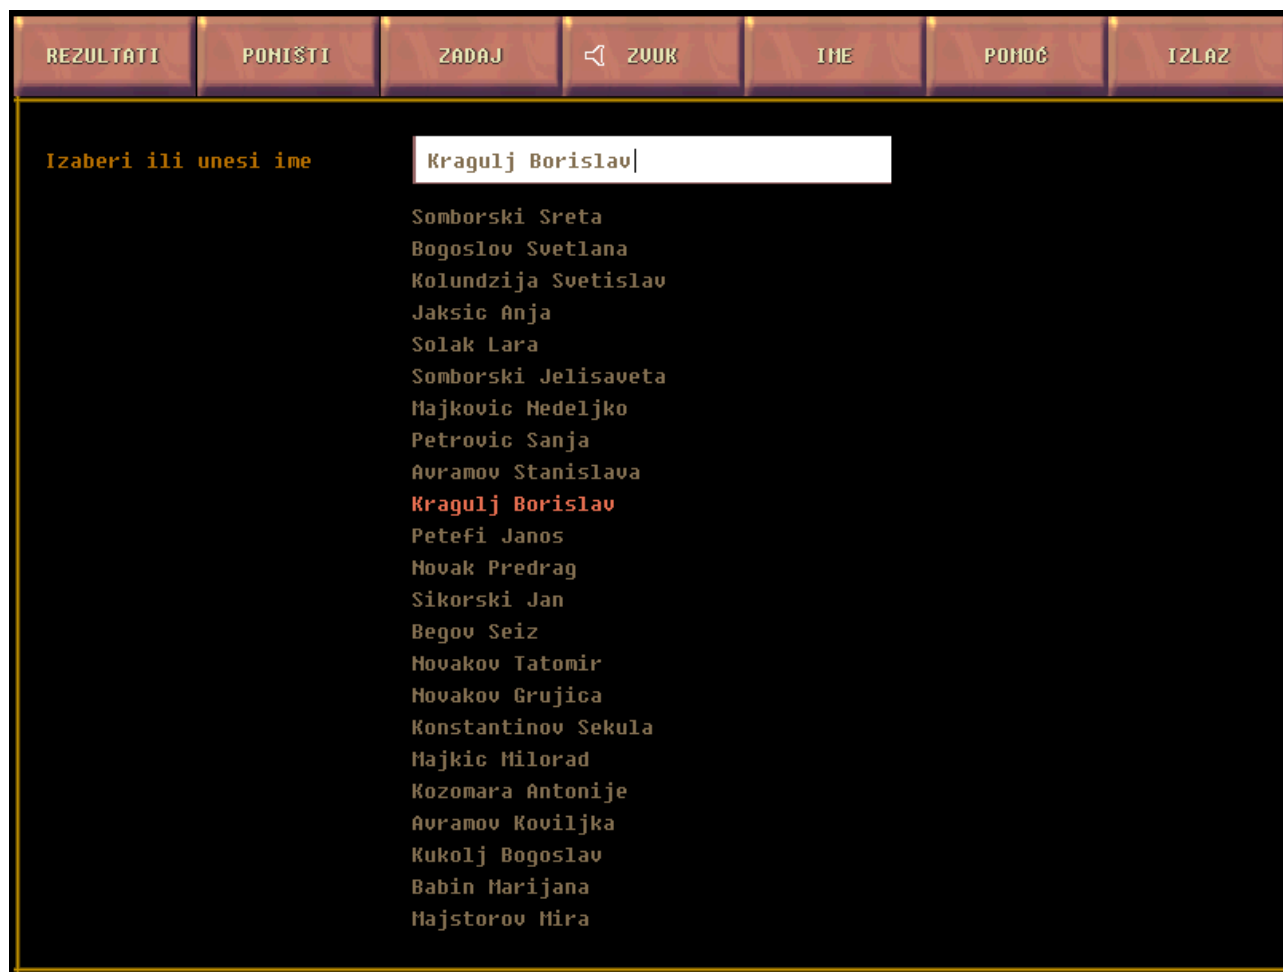 REZULTATI PONIŠTI ZADAJ ZVUK IME POMOĆ IZLAZ
Izaberi ili unesi ime Kragulj Borislav
Somborski Sreta
Bogoslov Svetlana
Kolundzija Svetislav
Jaksic Anja
Solak Lara
Somborski Jelisaveta
Majkovic Nedeljko
Petrovic Sanja
Avramov Stanislava
Kragulj Borislav
Petefi Janos
Novak Predrag
Sikorski Jan
Begov Seiz
Novakov Tatomir
Novakov Grujica
Konstantinov Sekula
Majkic Milorad
Kozomara Antonije
Avramov Koviljka
Kukolj Bogoslav
Babin Marijana
Majstorov Mira